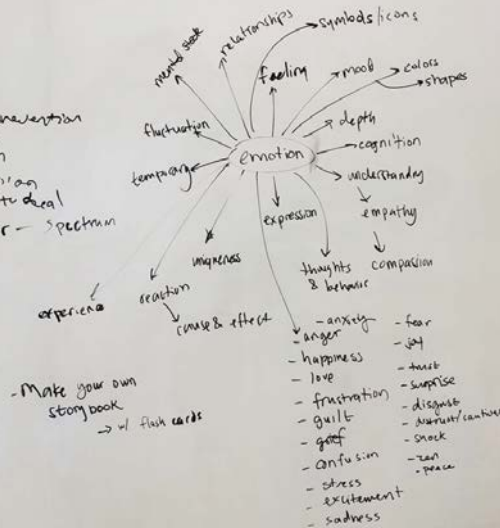 mental state
relationships
symbols/icons
feeling
mood
colors
shapes
fluctuation
depth
emotion
cognition
temporary
understanding
spectrum
expression
empathy
uniqueness
thoughts
& behavior
compassion
experience
reaction
cause & effect
- anger
- happiness
- love
- frustration
- guilt
- grief
- confusion
- stress
- excitement
- sadness
- anxiety
- fear
- joy
- trust
- surprise
- disgust
- shock
- zen
- peace
- Make your own
storybook
→ w/ flash cards